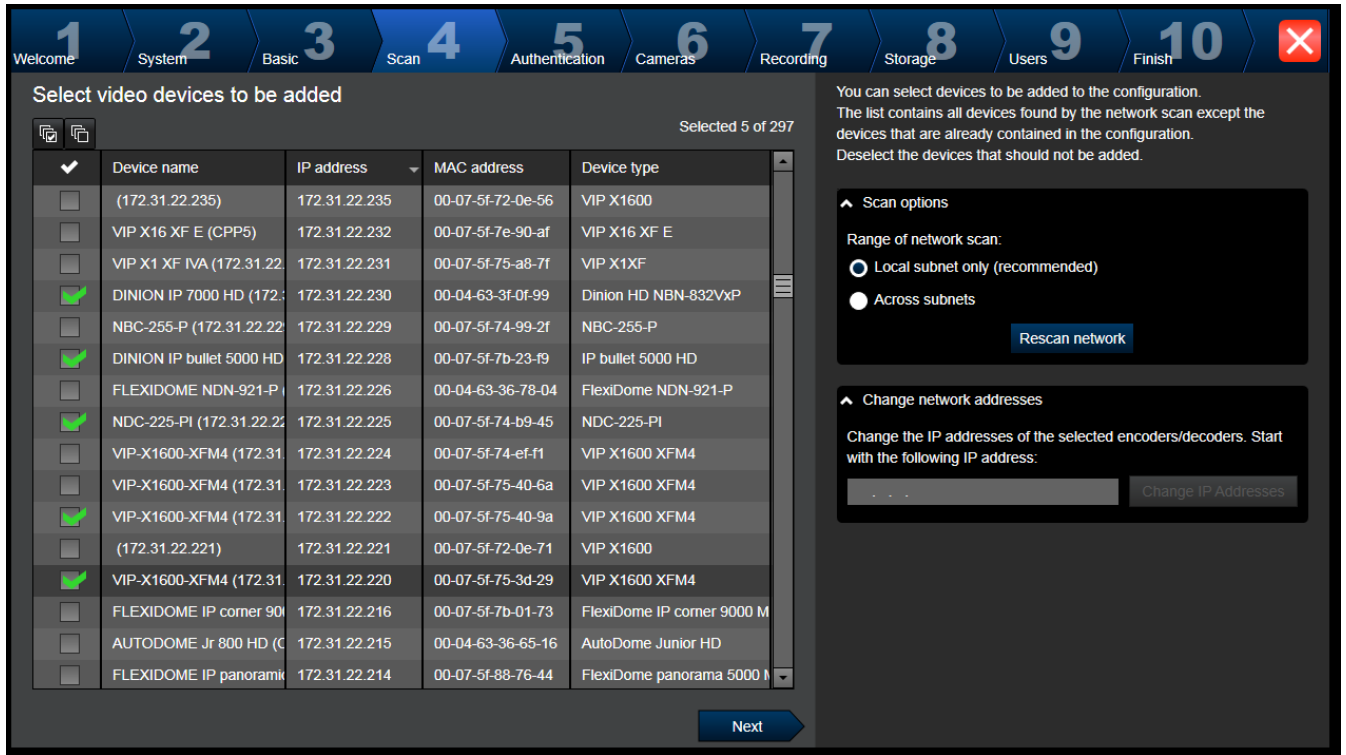 1 2 3 4 5 6 7 8 9 10
Welcome System Basic Scan Authentication Cameras Recording Storage Users Finish
Select video devices to be added
Selected 5 of 297
Device name IP address MAC address Device type
(172.31.22.235) 172.31.22.235 00-07-5f-72-0e-56 VIP X1600
VIP X16 XF E (CPP5) 172.31.22.232 00-07-5f-7e-90-af VIP X16 XF E
VIP X1 XF IVA (172.31.22. 172.31.22.231 00-07-5f-75-a8-7f VIP X1XF
DINION IP 7000 HD (172. 172.31.22.230 00-04-63-3f-0f-99 Dinion HD NBN-832VxP
NBC-255-P (172.31.22.22 172.31.22.229 00-07-5f-74-99-2f NBC-255-P
DINION IP bullet 5000 HD 172.31.22.228 00-07-5f-7b-23-f9 IP bullet 5000 HD
FLEXIDOME NDN-921-P ( 172.31.22.226 00-04-63-36-78-04 FlexiDome NDN-921-P
NDC-225-PI (172.31.22.22 172.31.22.225 00-07-5f-74-b9-45 NDC-225-PI
VIP-X1600-XFM4 (172.31. 172.31.22.224 00-07-5f-74-ef-f1 VIP X1600 XFM4
VIP-X1600-XFM4 (172.31. 172.31.22.223 00-07-5f-75-40-6a VIP X1600 XFM4
VIP-X1600-XFM4 (172.31. 172.31.22.222 00-07-5f-75-40-9a VIP X1600 XFM4
(172.31.22.221) 172.31.22.221 00-07-5f-72-0e-71 VIP X1600
VIP-X1600-XFM4 (172.31. 172.31.22.220 00-07-5f-75-3d-29 VIP X1600 XFM4
FLEXIDOME IP corner 90 172.31.22.216 00-07-5f-7b-01-73 FlexiDome IP corner 9000 M
AUTODOME Jr 800 HD (C 172.31.22.215 00-04-63-36-65-16 AutoDome Junior HD
FLEXIDOME IP panorami 172.31.22.214 00-07-5f-88-76-44 FlexiDome panorama 5000 M
Next
You can select devices to be added to the configuration.
The list contains all devices found by the network scan except the
devices that are already contained in the configuration.
Deselect the devices that should not be added.
Scan options
Range of network scan:
Local subnet only (recommended)
Across subnets
Rescan network
Change network addresses
Change the IP addresses of the selected encoders/decoders. Start
with the following IP address:
. . .
Change IP Addresses